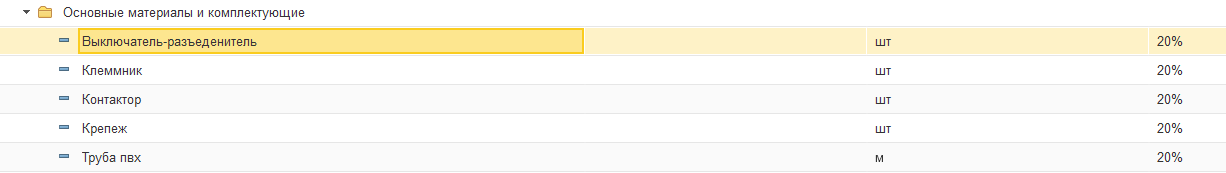 Основные материалы и комплектующие
Выключатель-разъеденитель шт 20%
Клеммник шт 20%
Контактор шт 20%
Крепеж шт 20%
Труба пвх м 20%